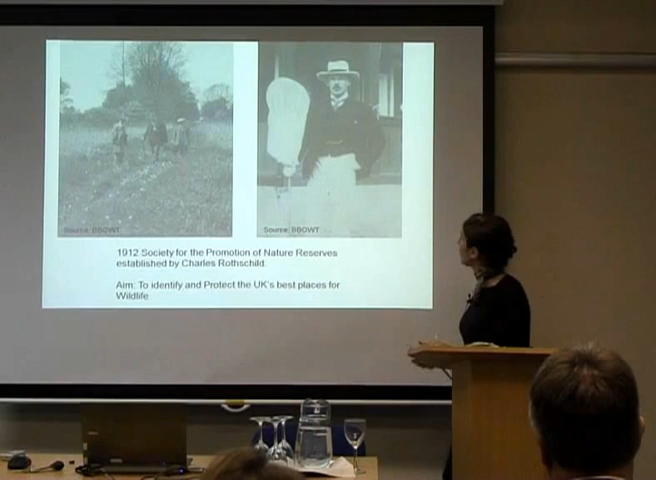 Source: BBOWT
Source: BBOWT
1912 Society for the Promotion of Nature Reserves
established by Charles Rothschild.
Aim: To identify and Protect the UK's best places for
Wildlife